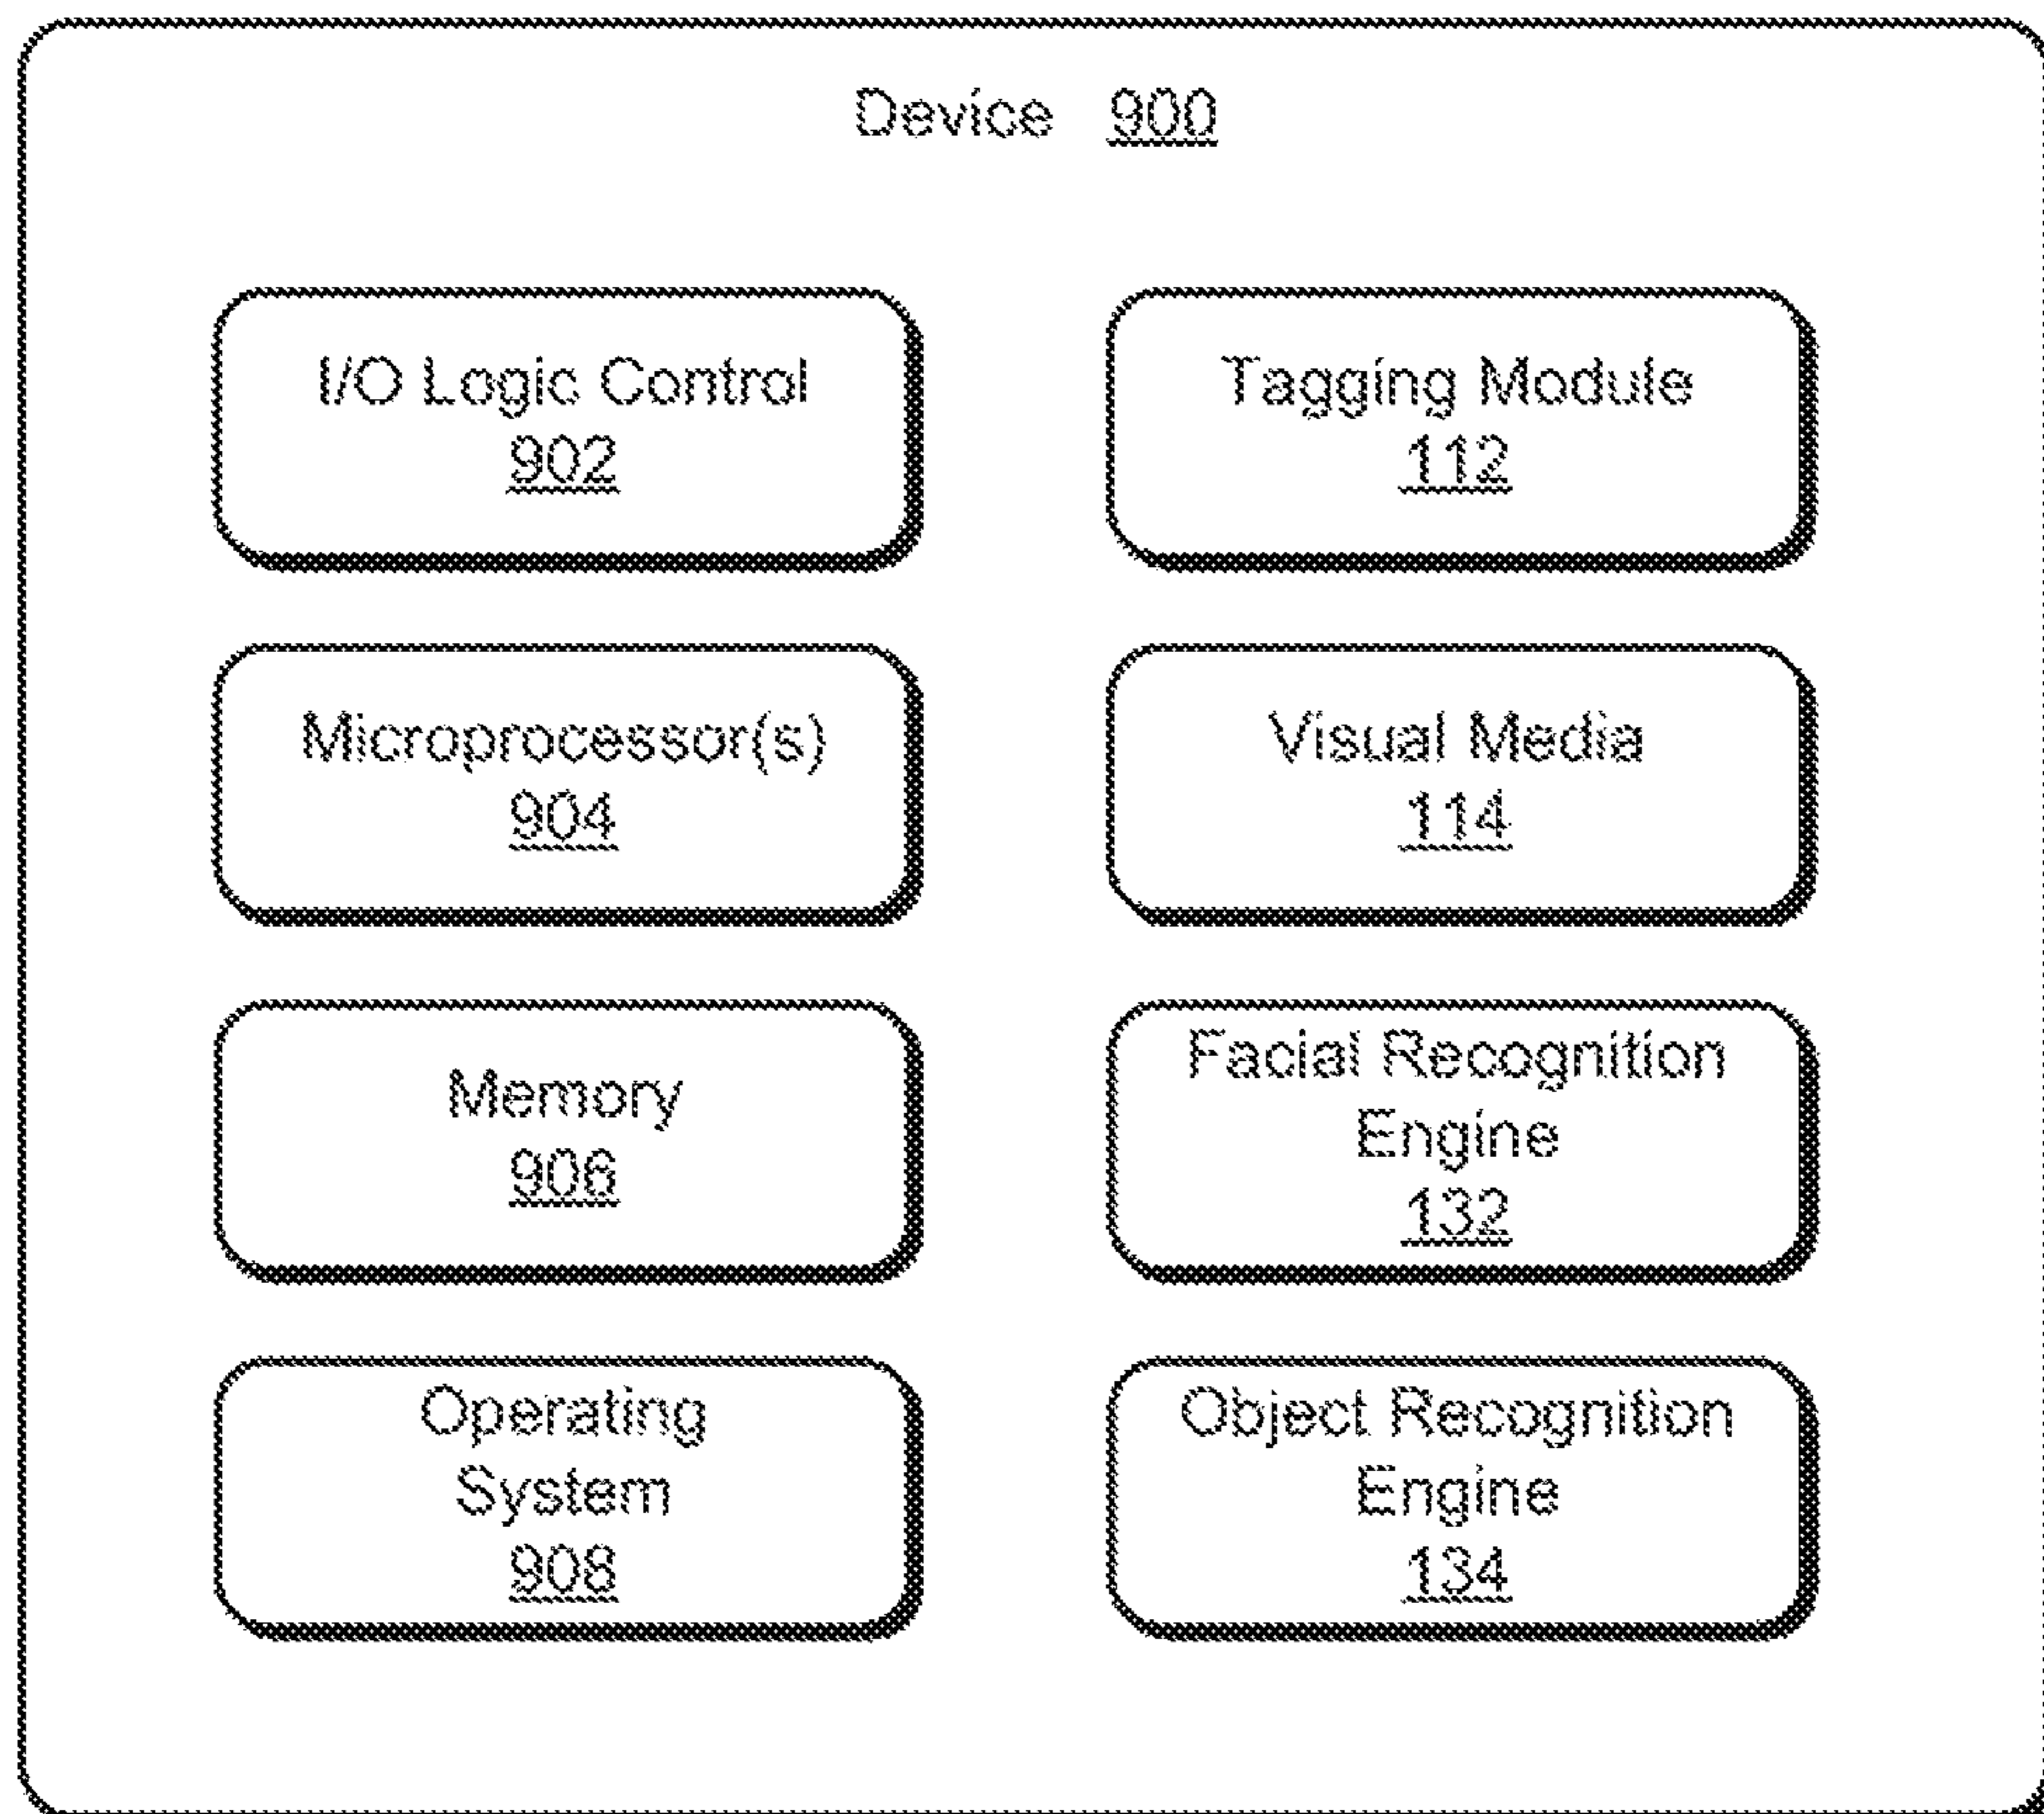 Device 900
I/O Logic Control
902
Tagging Module
112
Microprocessor(s)
904
Visual Media
114
Memory
906
Facial Recognition
Engine
132
Operating
System
908
Object Recognition
Engine
134